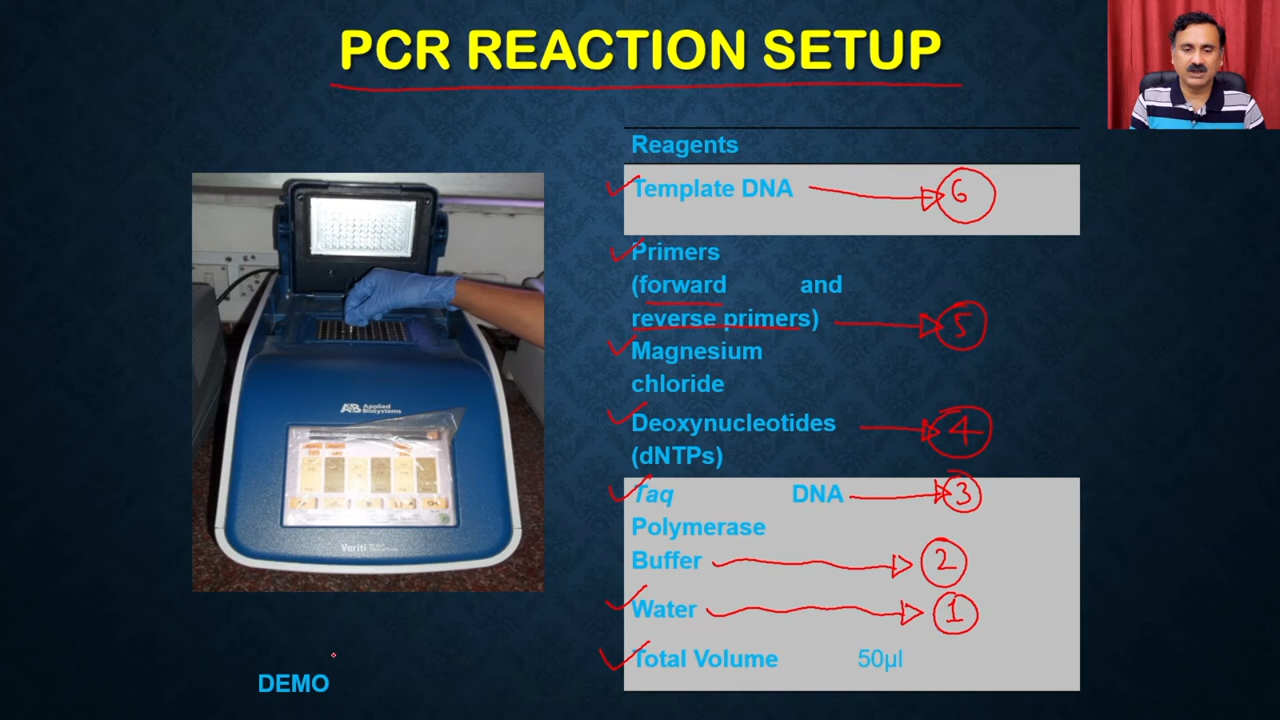 PCR REACTION SETUP
Reagents
Template DNA 6
Primers
(forward and
reverse primers) 5
Magnesium
chloride
Deoxynucleotides 4
(dNTPs)
Taq DNA 3
Polymerase
Buffer 2
Water 1
Total Volume 50µl
AB Applied
Biosystems
Veriti
DEMO